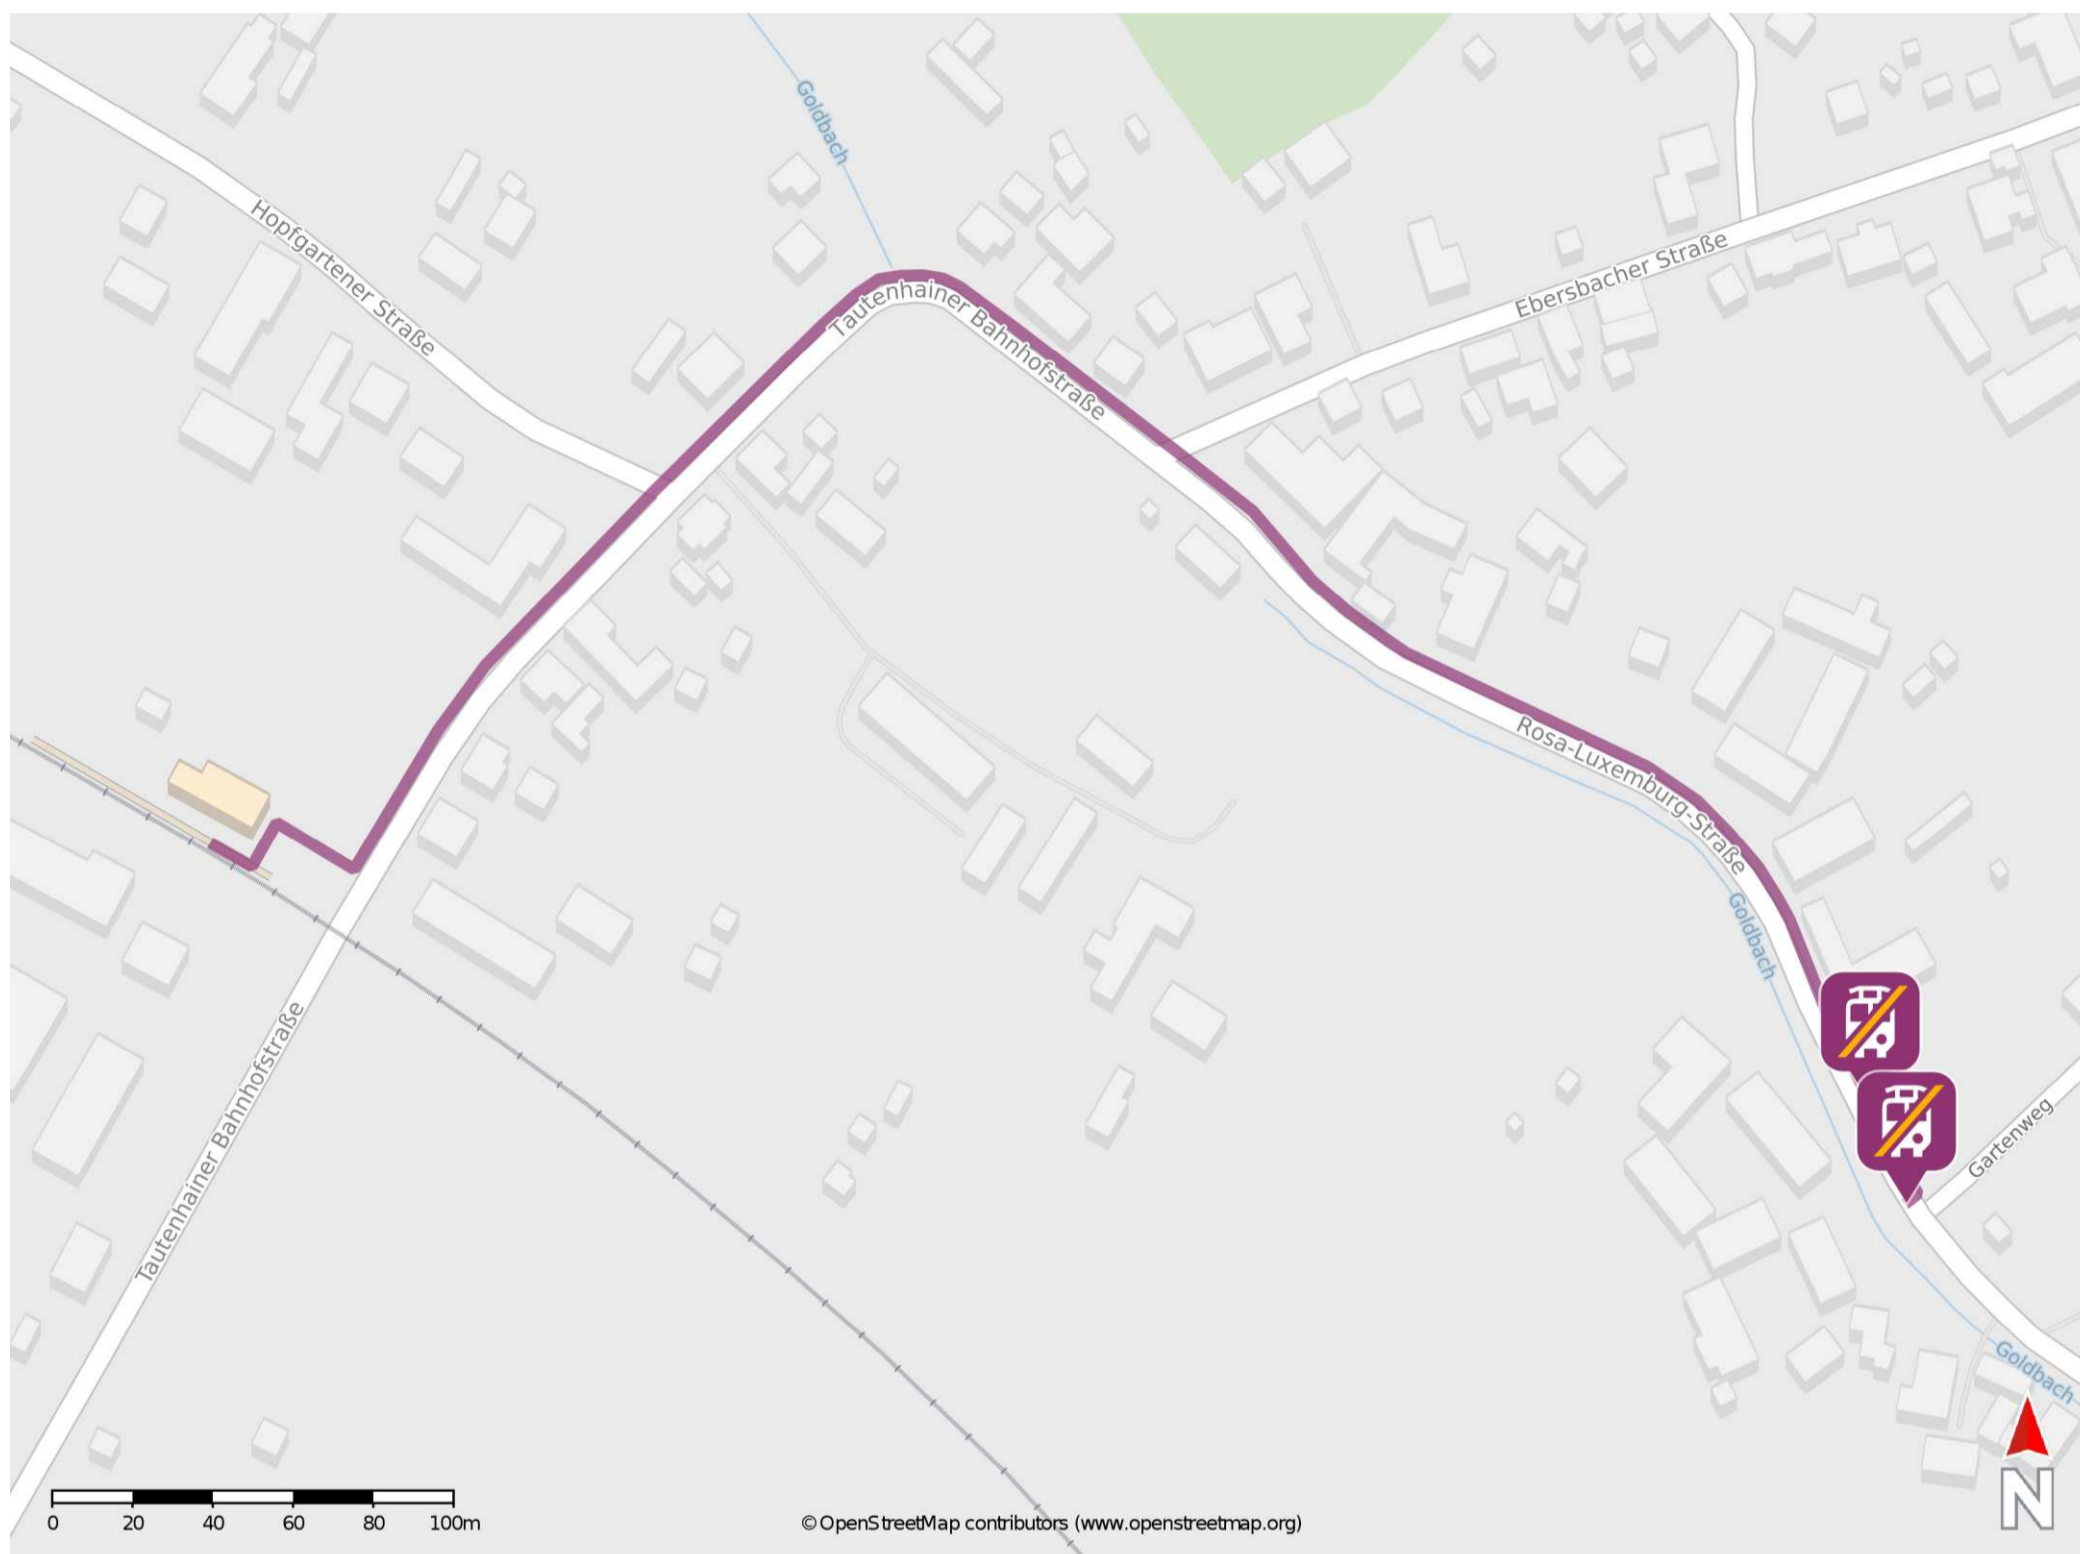 Goldbach
Hopfgartener Straße
Ebersbacher Straße
Tautenhainer Bahnhofstraße
Rosa-Luxemburg-Straße
Goldbach
Tautenhainer Bahnhofstraße
Gartenweg
Goldbach
N
0 20 40 60 80 100m
© OpenStreetMap contributors (www.openstreetmap.org)